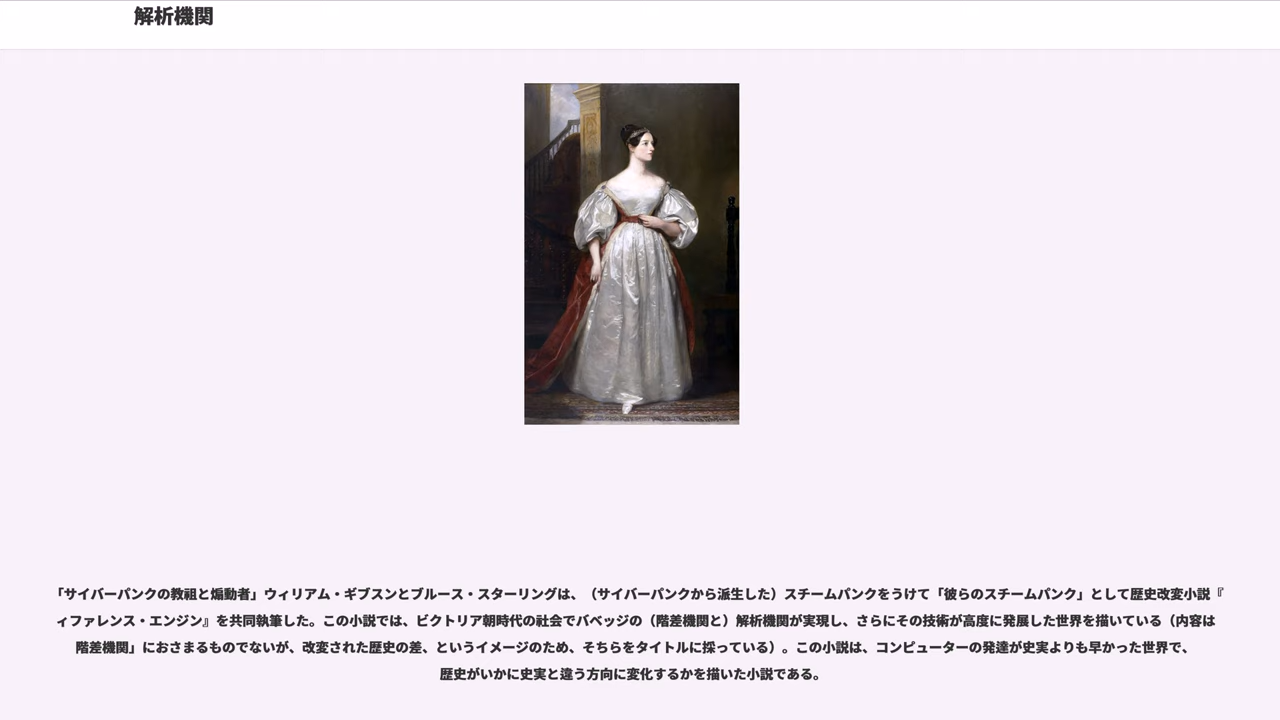 解析機関
「サイバーパンクの教祖と煽動者」ウィリアム・ギブスンとブルース・スターリングは、（サイバーパンクから派生した）スチームパンクをうけて「彼らのスチームパンク」として歴史改変小説『
ィファレンス・エンジン』を共同執筆した。この小説では、ビクトリア朝時代の社会でバベッジの（階差機関と）解析機関が実現し、さらにその技術が高度に発展した世界を描いている（内容は
階差機関」におさまるものでないが、改変された歴史の差、というイメージのため、そちらをタイトルに採っている）。この小説は、コンピューターの発達が史実よりも早かった世界で、
歴史がいかに史実と違う方向に変化するかを描いた小説である。